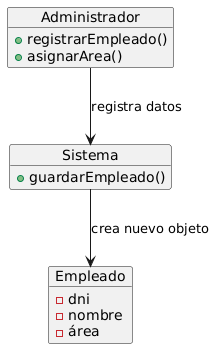 Administrador
registrarEmpleado()
asignarArea()
registra datos
Sistema
guardarEmpleado()
crea nuevo objeto
Empleado
dni
nombre
área